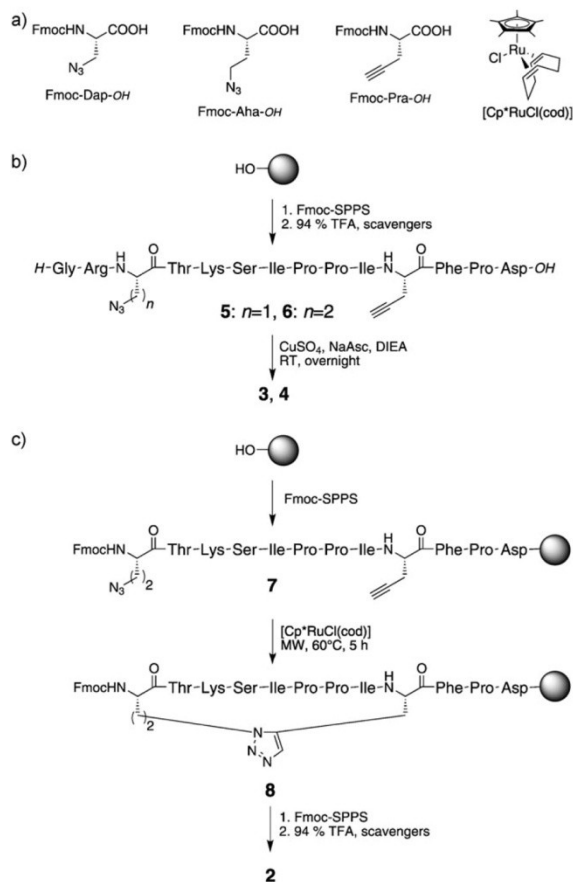 a)
FmocHN COOH
N3
Fmoc-Dap-OH
FmocHN COOH
N3
Fmoc-Aha-OH
FmocHN COOH
Fmoc-Pra-OH
Ru
Cl
[Cp*RuCl(cod)]
b)
HO
1. Fmoc-SPPS
2. 94 % TFA, scavengers
H-Gly-Arg-N H O Thr-Lys-Ser-Ile-Pro-Pro-Ile-N H O Phe-Pro-Asp-OH
N3 ( )n
5: n=1, 6: n=2
CuSO4, NaAsc, DIEA
RT, overnight
3, 4
c)
HO
Fmoc-SPPS
FmocHN O Thr-Lys-Ser-Ile-Pro-Pro-Ile-N H O Phe-Pro-Asp
N3 ( )2
7
[Cp*RuCl(cod)]
MW, 60°C, 5 h
FmocHN O Thr-Lys-Ser-Ile-Pro-Pro-Ile-N H O Phe-Pro-Asp
( )2
N
N
N
8
1. Fmoc-SPPS
2. 94 % TFA, scavengers
2